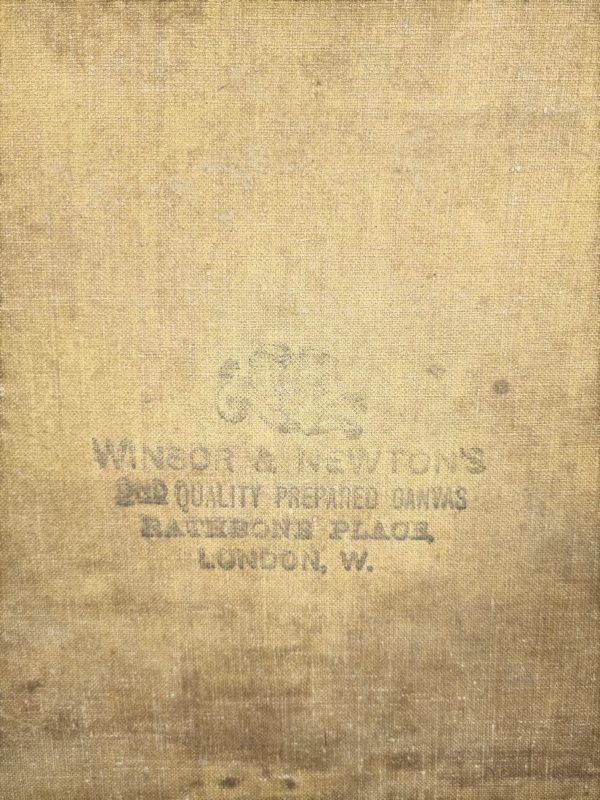 WINSOR & NEWTON'S
2ND QUALITY PREPARED CANVAS
RATHBONE PLACE,
LONDON, W.